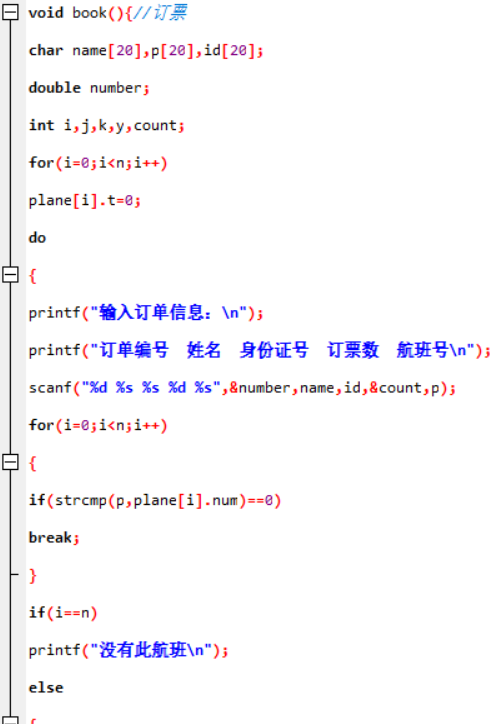 void book(){//订票
char name[20],p[20],id[20];
double number;
int i,j,k,y,count;
for(i=0;i<n;i++)
plane[i].t=0;
do
{
printf("输入订单信息：\n");
printf("订单编号 姓名 身份证号 订票数 航班号\n");
scanf("%d %s %s %d %s",&number,name,id,&count,p);
for(i=0;i<n;i++)
{
if(strcmp(p,plane[i].num)==0)
break;
}
if(i==n)
printf("没有此航班\n");
else
{